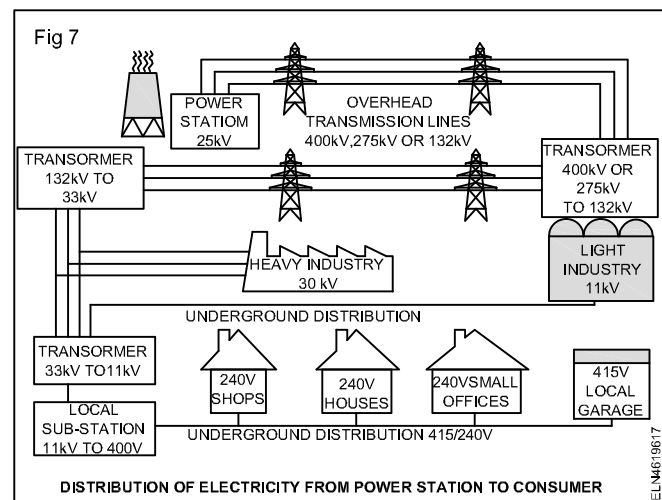 Fig 7
POWER
STATIOM
25kV
OVERHEAD
TRANSMISSION LINES
400kV,275kV OR 132kV
TRANSORMER
132kV TO
33kV
TRANSORMER
400kV OR
275kV
TO 132kV
HEAVY INDUSTRY
30 kV
LIGHT
INDUSTRY
11kV
UNDERGROUND DISTRIBUTION
TRANSORMER
33kV TO11kV
240V
SHOPS
240V
HOUSES
240VSMALL
OFFICES
415V
LOCAL
GARAGE
LOCAL
SUB-STATION
11kV TO 400V
UNDERGROUND DISTRIBUTION 415/240V
DISTRIBUTION OF ELECTRICITY FROM POWER STATION TO CONSUMER
ELN4619617